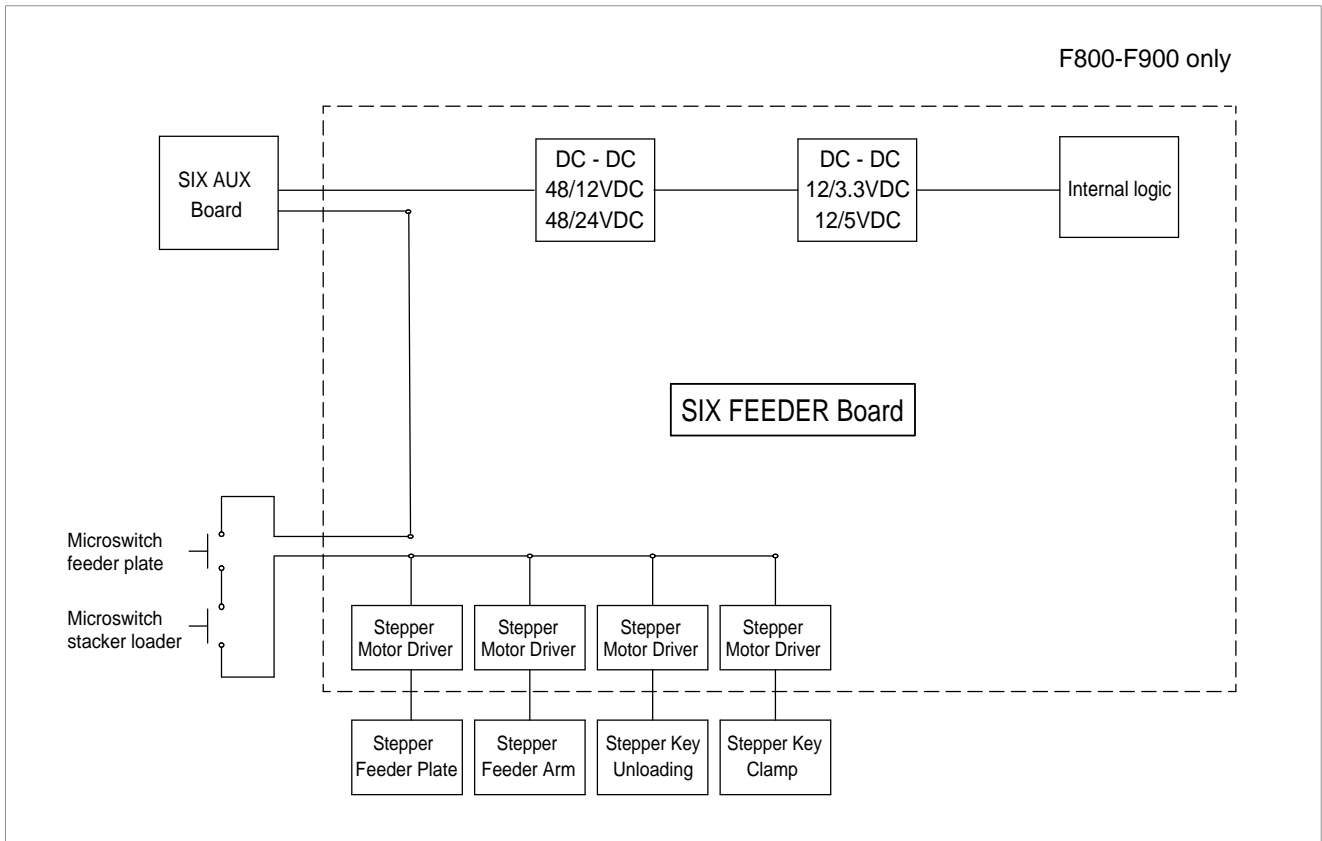 F800-F900 only
SIX AUX
Board
DC - DC
48/12VDC
48/24VDC
DC - DC
12/3.3VDC
12/5VDC
Internal logic
SIX FEEDER Board
Microswitch
feeder plate
Microswitch
stacker loader
Stepper
Motor Driver
Stepper
Motor Driver
Stepper
Motor Driver
Stepper
Motor Driver
Stepper
Feeder Plate
Stepper
Feeder Arm
Stepper Key
Unloading
Stepper Key
Clamp